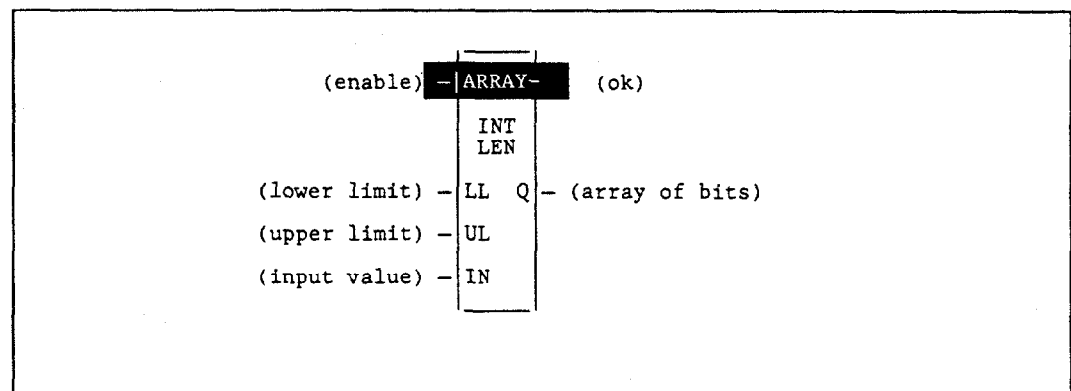 (enable) -|ARRAY- (ok)
INT
LEN
(lower limit) - LL Q - (array of bits)
(upper limit) - UL
(input value) - IN